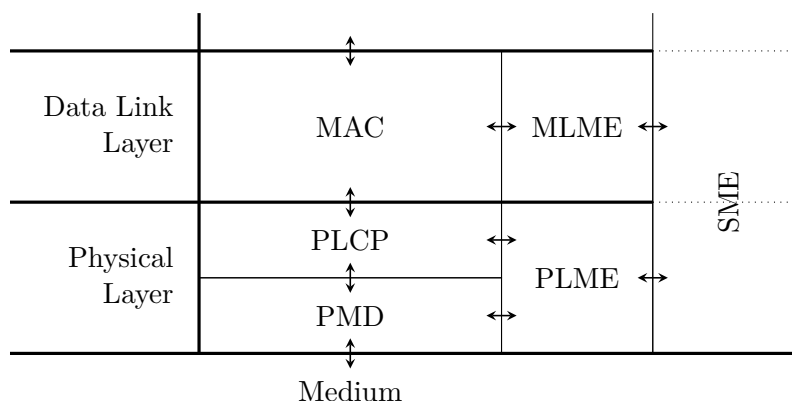 Data Link
Layer
MAC
MLME
SME
PLCP
Physical
Layer
PLME
PMD
Medium